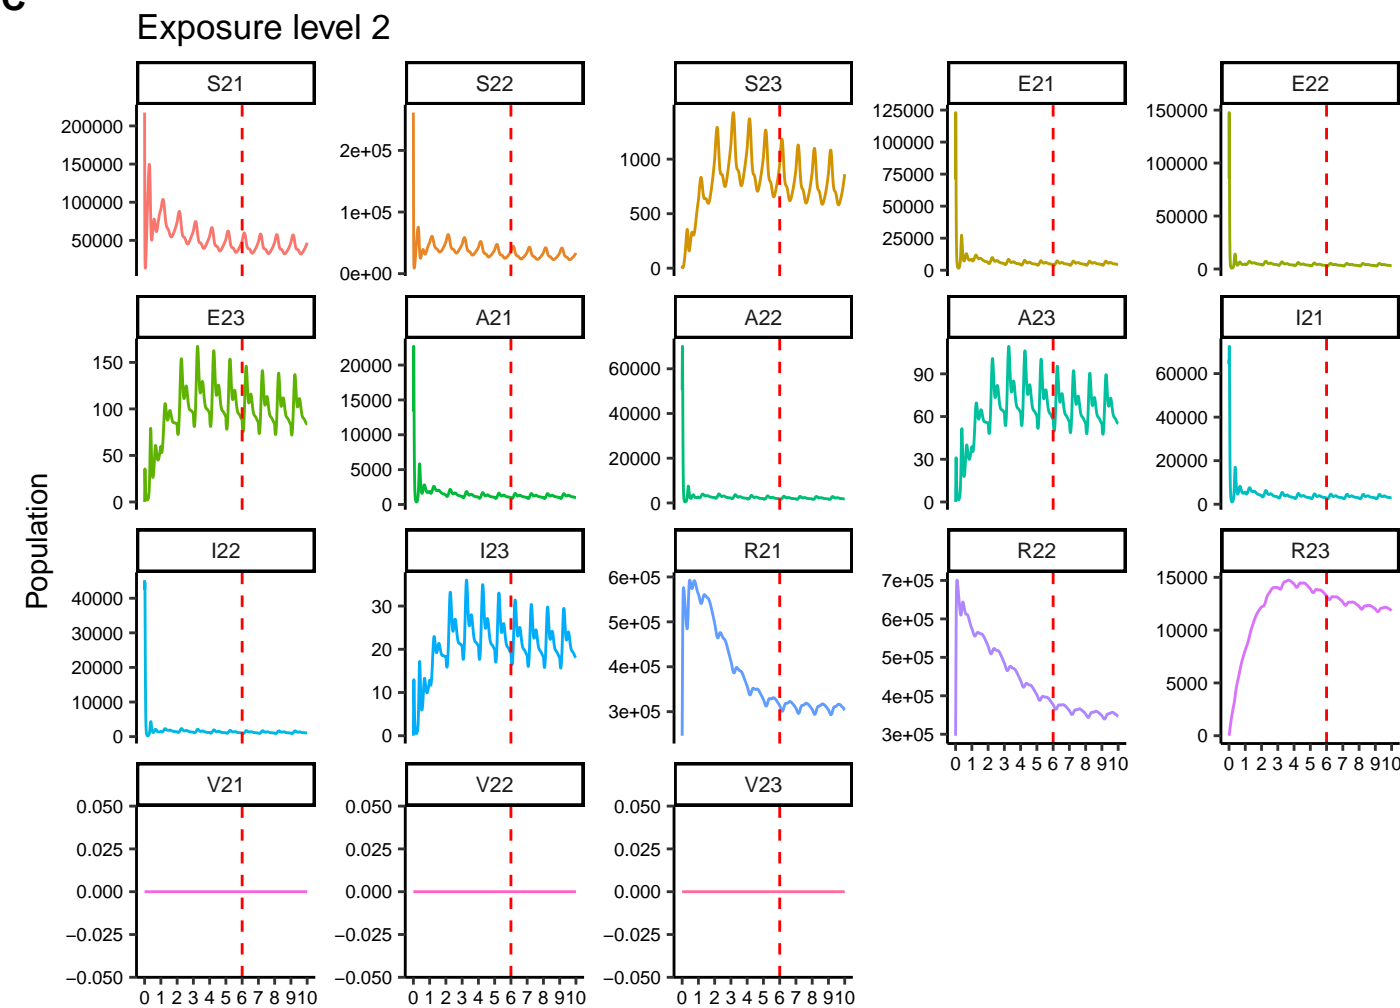 C
Exposure level 2
Population
S21 S22 S23 E21 E22
200000 150000 100000 50000
2e+05 1e+05 0e+00
1000 500 0
125000 100000 75000 50000 25000 0
150000 100000 50000 0
E23 A21 A22 A23 I21
150 100 50 0
20000 15000 10000 5000 0
60000 40000 20000 0
90 60 30 0
60000 40000 20000 0
I22 I23 R21 R22 R23
40000 30000 20000 10000 0
30 20 10 0
6e+05 5e+05 4e+05 3e+05
7e+05 6e+05 5e+05 4e+05 3e+05
15000 10000 5000 0
0 1 2 3 4 5 6 7 8 9 10
0 1 2 3 4 5 6 7 8 9 10
V21 V22 V23
0.050 0.025 0.000 −0.025 −0.050
0.050 0.025 0.000 −0.025 −0.050
0.050 0.025 0.000 −0.025 −0.050
0 1 2 3 4 5 6 7 8 9 10
0 1 2 3 4 5 6 7 8 9 10
0 1 2 3 4 5 6 7 8 9 10